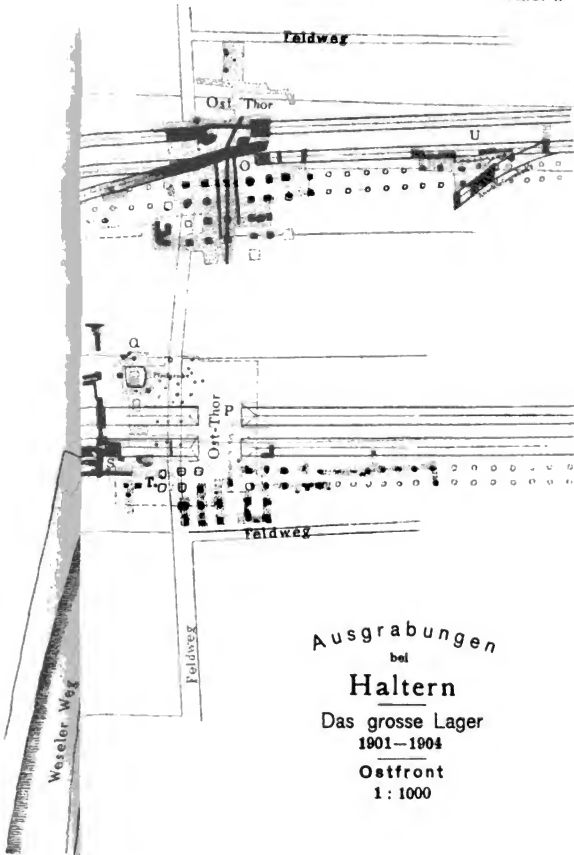 Feldweg
Ost-Thor
U
O
Q
P
Ost-Thor
S
T.
Feldweg
Feldweg
Weseler Weg
Ausgrabungen
bei
Haltern
Das grosse Lager
1901—1904
Ostfront
1 : 1000